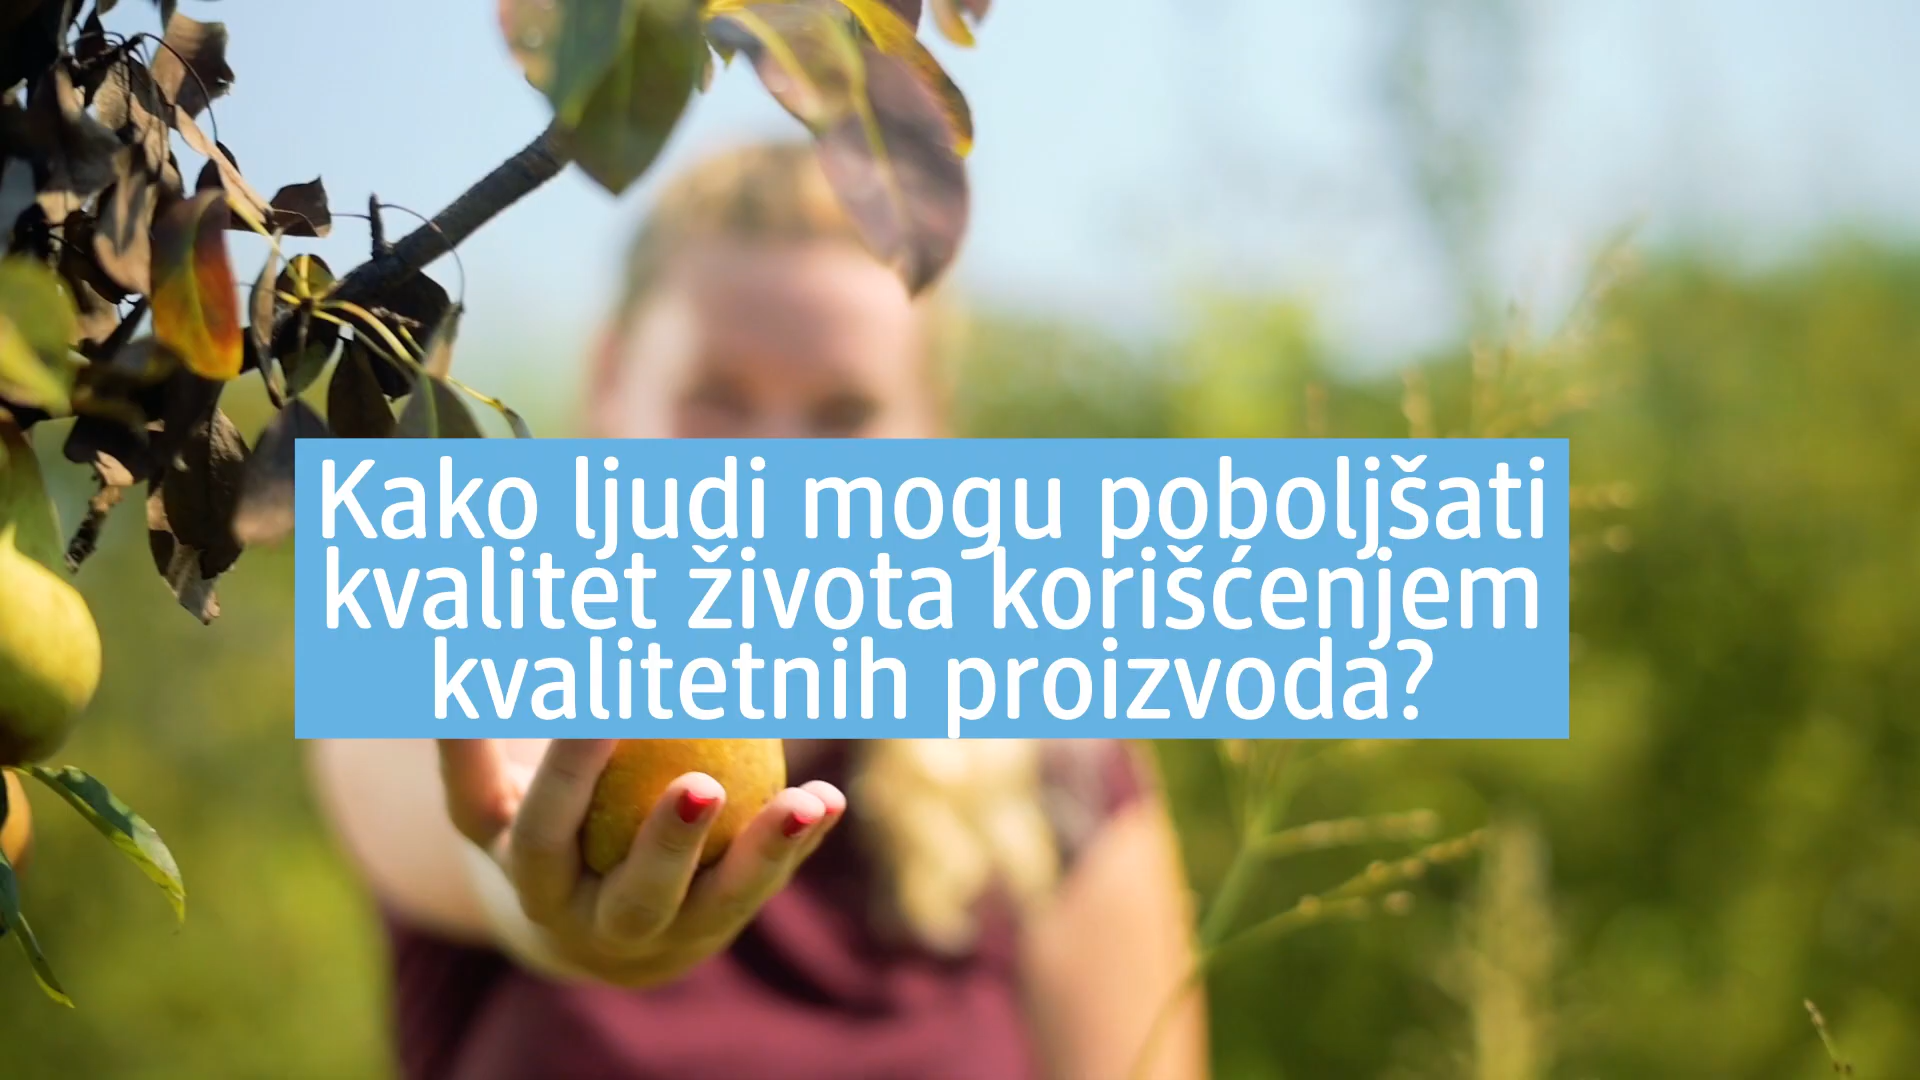 Kako ljudi mogu poboljšati
kvalitet života korišćenjem
kvalitetnih proizvoda?